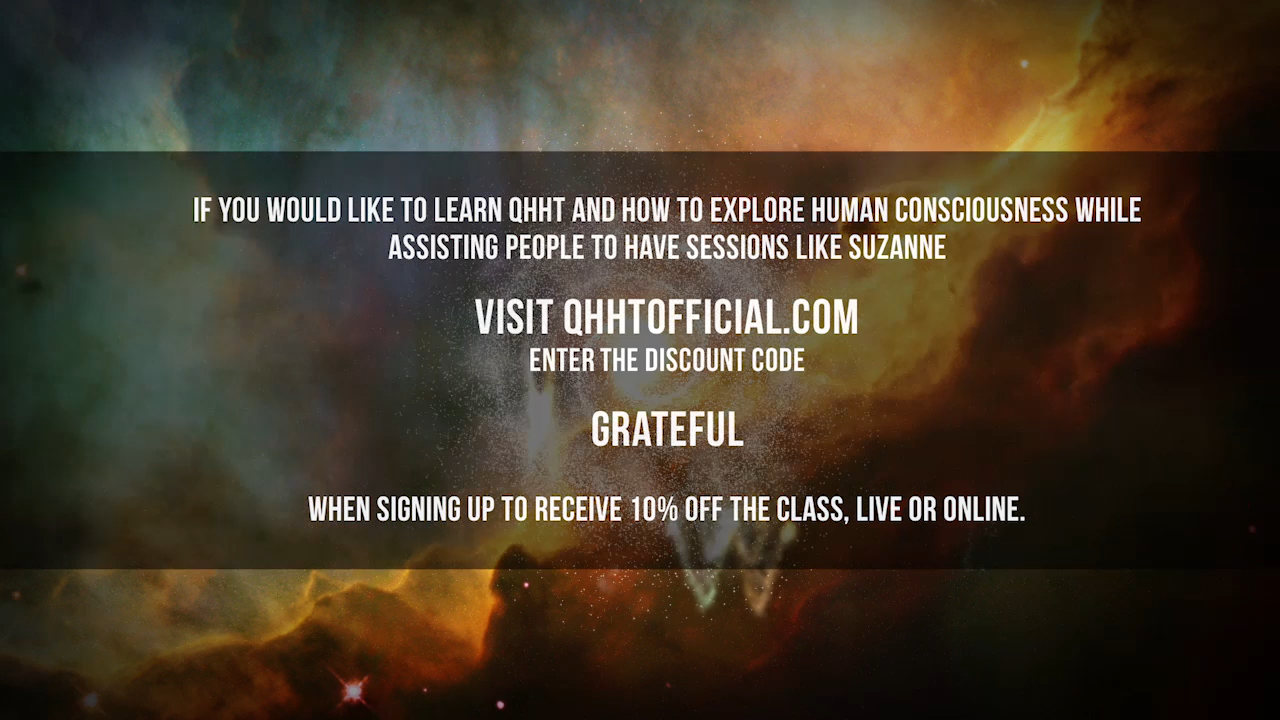 IF YOU WOULD LIKE TO LEARN QHHT AND HOW TO EXPLORE HUMAN CONSCIOUSNESS WHILE
ASSISTING PEOPLE TO HAVE SESSIONS LIKE SUZANNE
VISIT QHHTOFFICIAL.COM
ENTER THE DISCOUNT CODE
GRATEFUL
WHEN SIGNING UP TO RECEIVE 10% OFF THE CLASS, LIVE OR ONLINE.